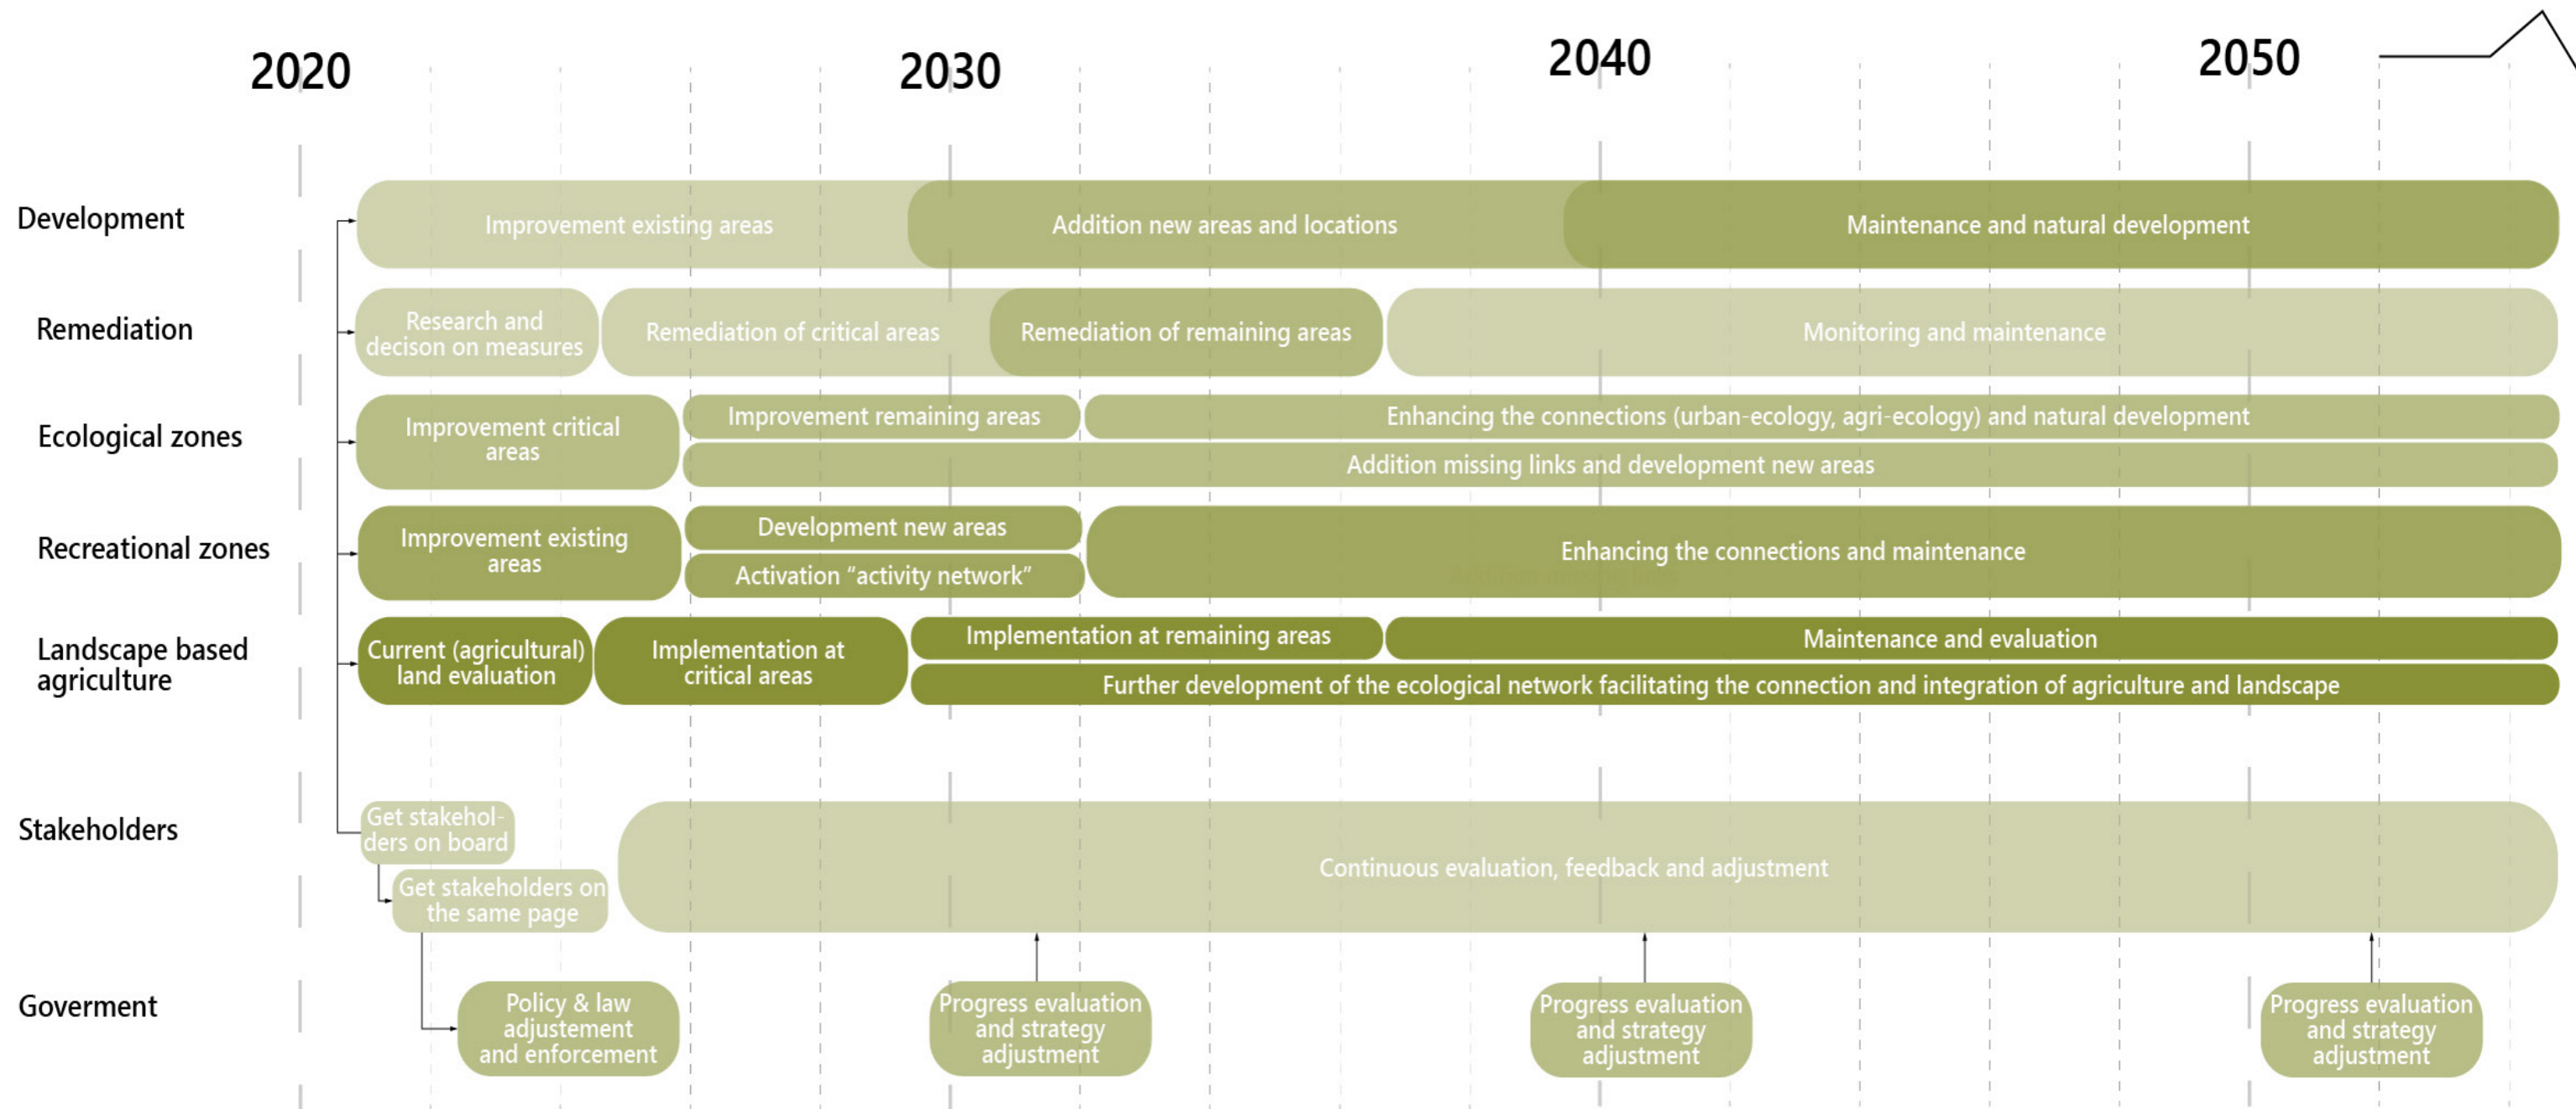 2020
2030
2040
2050
Development
Improvement existing areas
Addition new areas and locations
Maintenance and natural development
Remediation
Research and
decison on measures
Remediation of critical areas
Remediation of remaining areas
Monitoring and maintenance
Ecological zones
Improvement critical
areas
Improvement remaining areas
Enhancing the connections (urban-ecology, agri-ecology) and natural development
Addition missing links and development new areas
Recreational zones
Improvement existing
areas
Development new areas
Activation “activity network”
Enhancing the connections and maintenance
Landscape based
agriculture
Current (agricultural)
land evaluation
Implementation at
critical areas
Implementation at remaining areas
Maintenance and evaluation
Further development of the ecological network facilitating the connection and integration of agriculture and landscape
Stakeholders
Get stakehol-
ders on board
Get stakeholders on
the same page
Continuous evaluation, feedback and adjustment
Goverment
Policy & law
adjustement
and enforcement
Progress evaluation
and strategy
adjustment
Progress evaluation
and strategy
adjustment
Progress evaluation
and strategy
adjustment